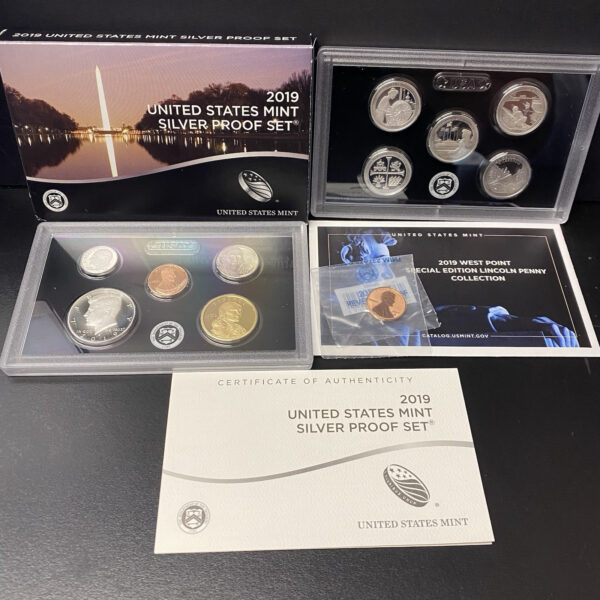 2019 UNITED STATES MINT SILVER PROOF SET
2019
UNITED STATES MINT
SILVER PROOF SET®
UNITED STATES MINT
UNITED STATES MINT
2019 WEST POINT
SPECIAL EDITION LINCOLN PENNY
COLLECTION
CATALOG.USMINT.GOV
CERTIFICATE OF AUTHENTICITY
2019
UNITED STATES MINT
SILVER PROOF SET®
UNITED STATES MINT